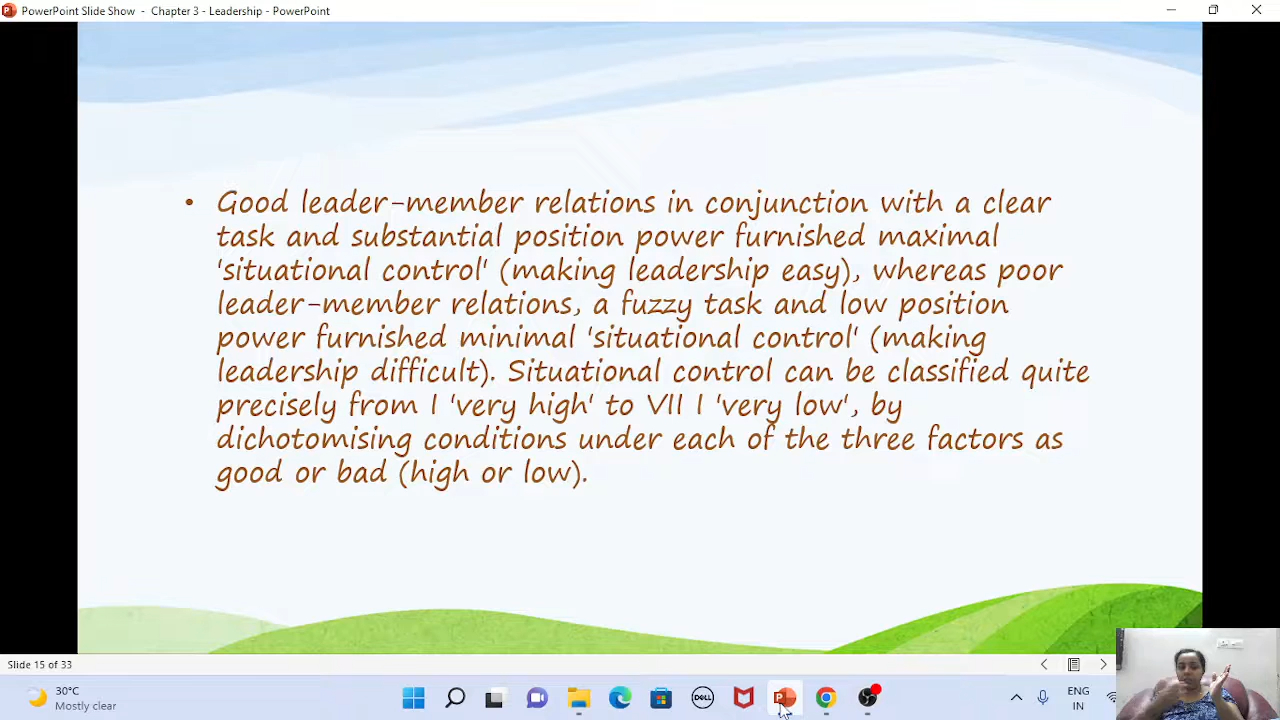 PowerPoint Slide Show - Chapter 3 - Leadership - PowerPoint
• Good leader-member relations in conjunction with a clear
task and substantial position power furnished maximal
'situational control' (making leadership easy), whereas poor
leader-member relations, a fuzzy task and low position
power furnished minimal 'situational control' (making
leadership difficult). Situational control can be classified quite
precisely from I 'very high' to VII I 'very low', by
dichotomising conditions under each of the three factors as
good or bad (high or low).
Slide 15 of 33
30°C
Mostly clear
DELL
ENG
IN